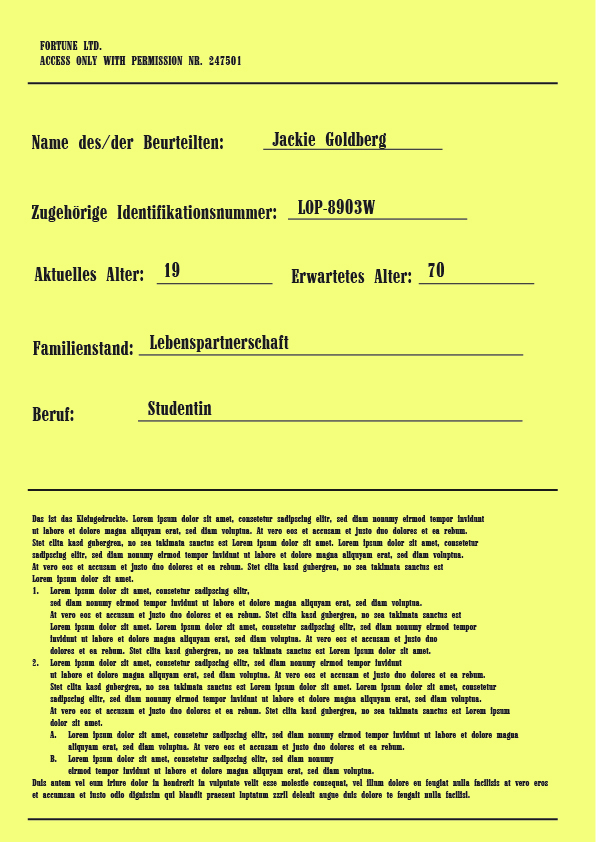 FORTUNE LTD.
ACCESS ONLY WITH PERMISSION NR. 247501
Name des/der Beurteilten: Jackie Goldberg
Zugehörige Identifikationsnummer: LOP-8903W
Aktuelles Alter: 19 Erwartetes Alter: 70
Familienstand: Lebenspartnerschaft
Beruf: Studentin
Das ist das Kleingedruckte. Lorem ipsum dolor sit amet, consetetur sadipscing elitr, sed diam nonumy eirmod tempor invidunt
ut labore et dolore magna aliquyam erat, sed diam voluptua. At vero eos et accusam et justo duo dolores et ea rebum.
Stet clita kasd gubergren, no sea takimata sanctus est Lorem ipsum dolor sit amet. Lorem ipsum dolor sit amet, consetetur
sadipscing elitr, sed diam nonumy eirmod tempor invidunt ut labore et dolore magna aliquyam erat, sed diam voluptua.
At vero eos et accusam et justo duo dolores et ea rebum. Stet clita kasd gubergren, no sea takimata sanctus est
Lorem ipsum dolor sit amet.
1. Lorem ipsum dolor sit amet, consetetur sadipscing elitr,
sed diam nonumy eirmod tempor invidunt ut labore et dolore magna aliquyam erat, sed diam voluptua.
At vero eos et accusam et justo duo dolores et ea rebum. Stet clita kasd gubergren, no sea takimata sanctus est
Lorem ipsum dolor sit amet. Lorem ipsum dolor sit amet, consetetur sadipscing elitr, sed diam nonumy eirmod tempor
invidunt ut labore et dolore magna aliquyam erat, sed diam voluptua. At vero eos et accusam et justo duo
dolores et ea rebum. Stet clita kasd gubergren, no sea takimata sanctus est Lorem ipsum dolor sit amet.
2. Lorem ipsum dolor sit amet, consetetur sadipscing elitr, sed diam nonumy eirmod tempor invidunt
ut labore et dolore magna aliquyam erat, sed diam voluptua. At vero eos et accusam et justo duo dolores et ea rebum.
Stet clita kasd gubergren, no sea takimata sanctus est Lorem ipsum dolor sit amet. Lorem ipsum dolor sit amet, consetetur
sadipscing elitr, sed diam nonumy eirmod tempor invidunt ut labore et dolore magna aliquyam erat, sed diam voluptua.
At vero eos et accusam et justo duo dolores et ea rebum. Stet clita kasd gubergren, no sea takimata sanctus est Lorem ipsum
dolor sit amet.
A. Lorem ipsum dolor sit amet, consetetur sadipscing elitr, sed diam nonumy eirmod tempor invidunt ut labore et dolore magna
aliquyam erat, sed diam voluptua. At vero eos et accusam et justo duo dolores et ea rebum.
B. Lorem ipsum dolor sit amet, consetetur sadipscing elitr, sed diam nonumy
eirmod tempor invidunt ut labore et dolore magna aliquyam erat, sed diam voluptua.
Duis autem vel eum iriure dolor in hendrerit in vulputate velit esse molestie consequat, vel illum dolore eu feugiat nulla facilisis at vero eros
et accumsan et iusto odio dignissim qui blandit praesent luptatum zzril delenit augue duis dolore te feugait nulla facilisi.